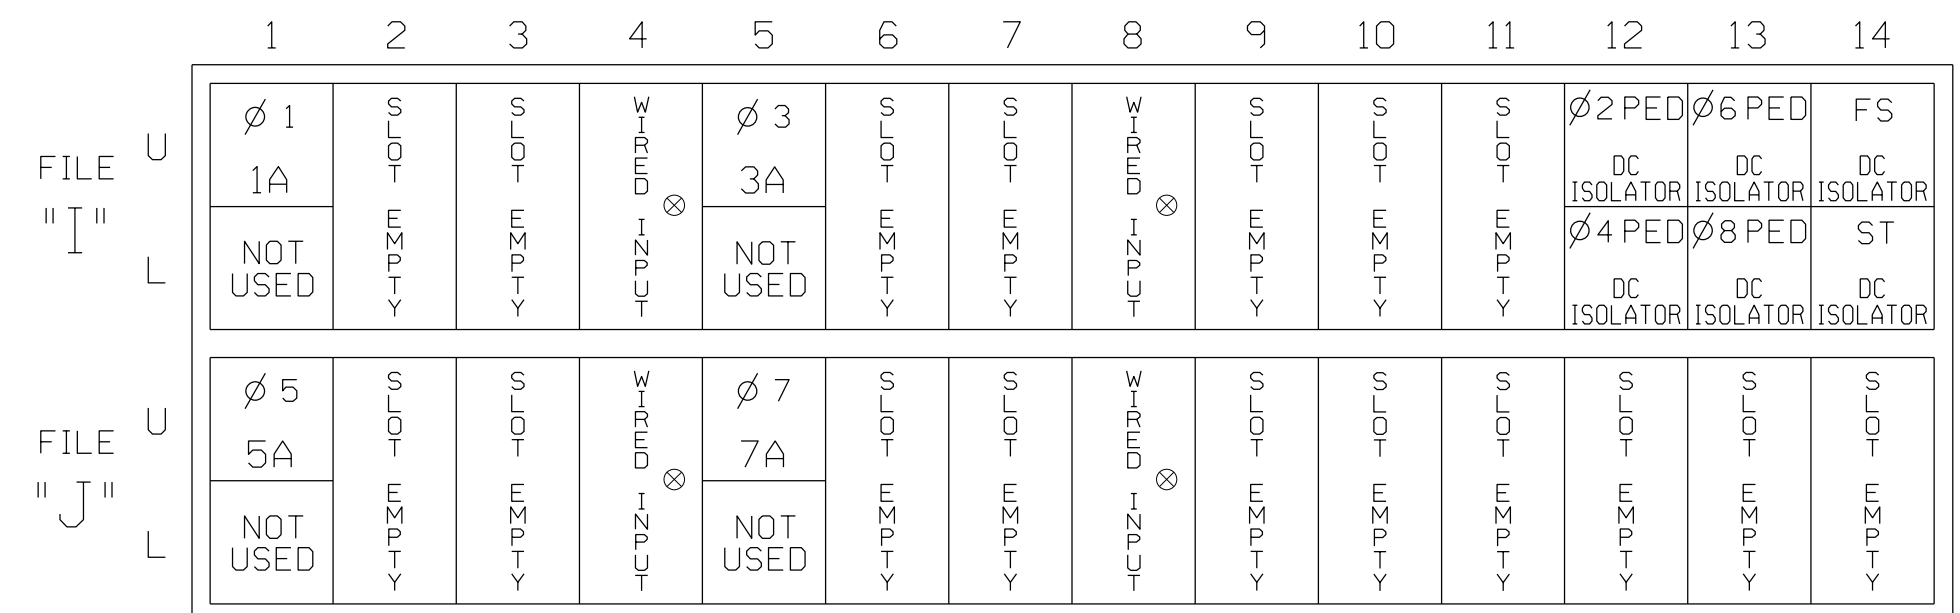 1 2 3 4 5 6 7 8 9 10 11 12 13 14
FILE "I"
U
L
Ø 1
1A
NOT USED
SLOT EMPTY
SLOT EMPTY
WIRED INPUT ⊗
Ø 3
3A
NOT USED
SLOT EMPTY
SLOT EMPTY
WIRED INPUT ⊗
SLOT EMPTY
SLOT EMPTY
SLOT EMPTY
Ø2 PED
DC
ISOLATOR
Ø4 PED
DC
ISOLATOR
Ø6 PED
DC
ISOLATOR
Ø8 PED
DC
ISOLATOR
FS
DC
ISOLATOR
ST
DC
ISOLATOR
FILE "J"
U
L
Ø 5
5A
NOT USED
SLOT EMPTY
SLOT EMPTY
WIRED INPUT ⊗
Ø 7
7A
NOT USED
SLOT EMPTY
SLOT EMPTY
WIRED INPUT ⊗
SLOT EMPTY
SLOT EMPTY
SLOT EMPTY
SLOT EMPTY
SLOT EMPTY
SLOT EMPTY